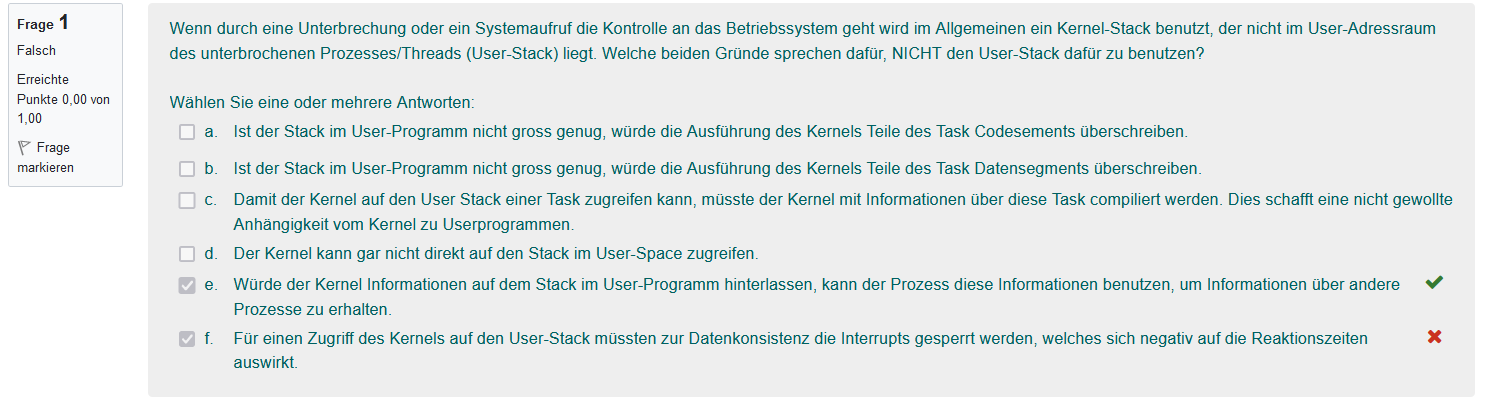 Frage 1
Falsch
Erreichte
Punkte 0,00 von
1,00
Frage
markieren
Wenn durch eine Unterbrechung oder ein Systemaufruf die Kontrolle an das Betriebssystem geht wird im Allgemeinen ein Kernel-Stack benutzt, der nicht im User-Adressraum
des unterbrochenen Prozesses/Threads (User-Stack) liegt. Welche beiden Gründe sprechen dafür, NICHT den User-Stack dafür zu benutzen?
Wählen Sie eine oder mehrere Antworten:
a. Ist der Stack im User-Programm nicht gross genug, würde die Ausführung des Kernels Teile des Task Codesements überschreiben.
b. Ist der Stack im User-Programm nicht gross genug, würde die Ausführung des Kernels Teile des Task Datensegments überschreiben.
c. Damit der Kernel auf den User Stack einer Task zugreifen kann, müsste der Kernel mit Informationen über diese Task compiliert werden. Dies schafft eine nicht gewollte
Anhängigkeit vom Kernel zu Userprogrammen.
d. Der Kernel kann gar nicht direkt auf den Stack im User-Space zugreifen.
e. Würde der Kernel Informationen auf dem Stack im User-Programm hinterlassen, kann der Prozess diese Informationen benutzen, um Informationen über andere
Prozesse zu erhalten.
f. Für einen Zugriff des Kernels auf den User-Stack müssten zur Datenkonsistenz die Interrupts gesperrt werden, welches sich negativ auf die Reaktionszeiten
auswirkt.